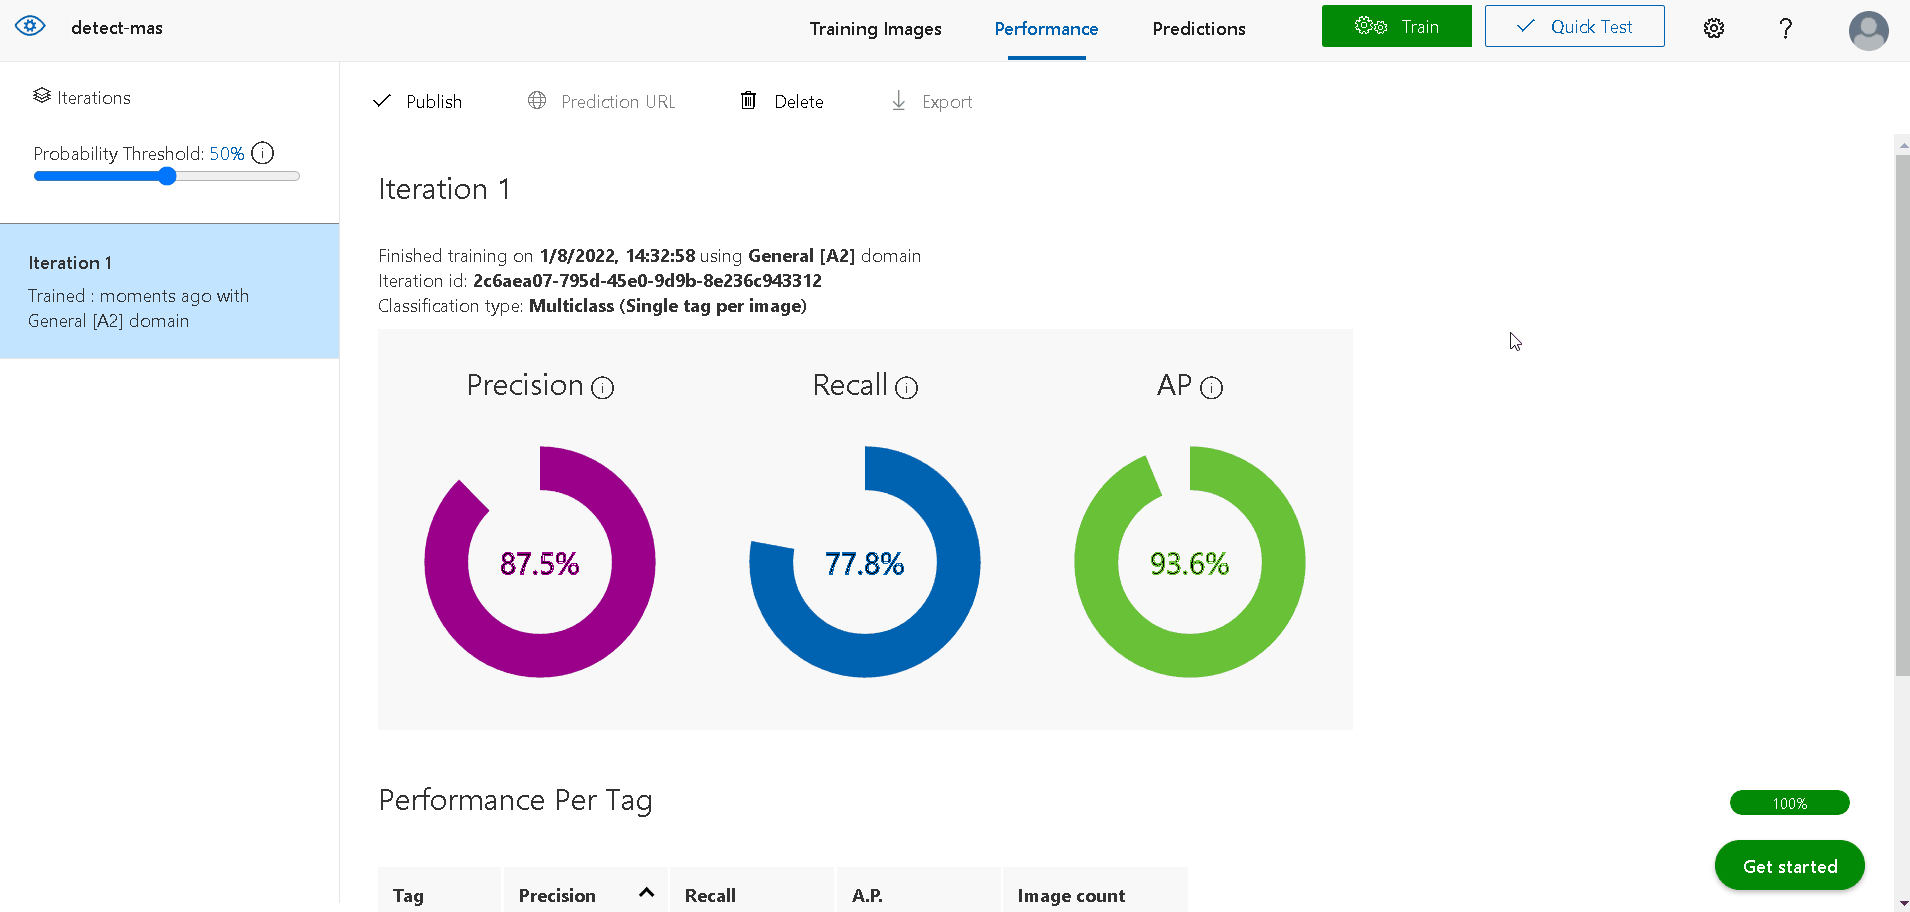 detect-mas
Training Images
Performance
Predictions
Train
Quick Test
?
Iterations
Probability Threshold: 50%
Iteration 1
Trained : moments ago with
General [A2] domain
Publish
Prediction URL
Delete
Export
Iteration 1
Finished training on 1/8/2022, 14:32:58 using General [A2] domain
Iteration id: 2c6aea07-795d-45e0-9d9b-8e236c943312
Classification type: Multiclass (Single tag per image)
Precision
Recall
AP
87.5%
77.8%
93.6%
Performance Per Tag
100%
Get started
Tag
Precision
Recall
A.P.
Image count